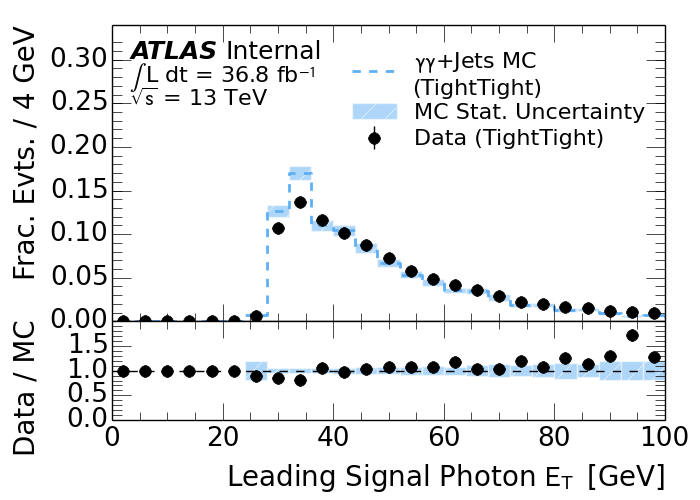 ATLAS Internal
∫L dt = 36.8 fb⁻¹
√s = 13 TeV
γγ+Jets MC
(TightTight)
MC Stat. Uncertainty
Data (TightTight)
Frac. Evts. / 4 GeV
0.30
0.25
0.20
0.15
0.10
0.05
0.00
Data / MC
1.5
1.0
0.5
0.0
0 20 40 60 80 100
Leading Signal Photon E_T [GeV]